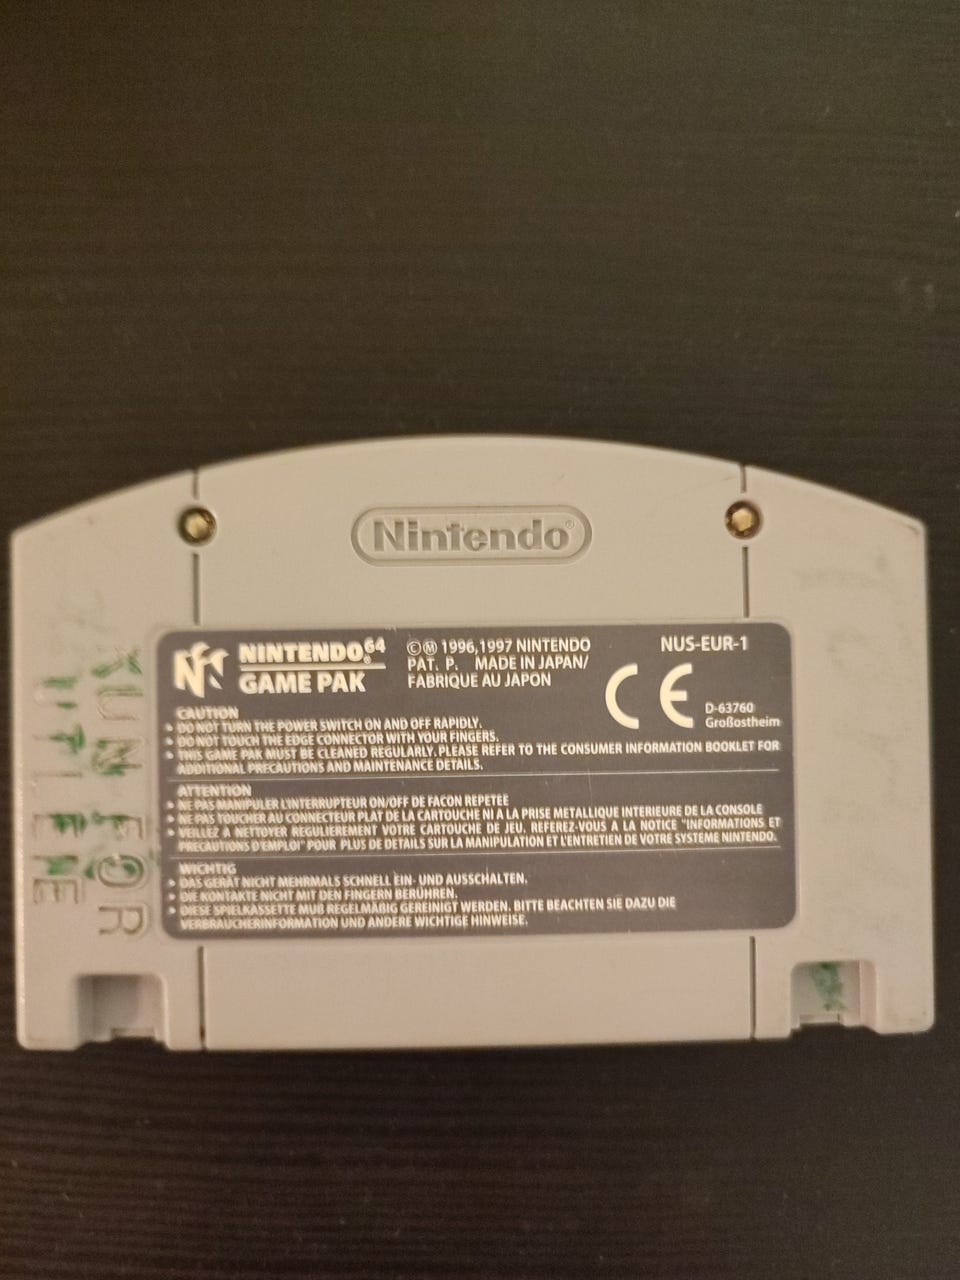 Nintendo®
NINTENDO64®
GAME PAK
©Ⓜ 1996,1997 NINTENDO
PAT. P. MADE IN JAPAN/
FABRIQUE AU JAPON
NUS-EUR-1
CE
D-63760
Großostheim
CAUTION
▸ DO NOT TURN THE POWER SWITCH ON AND OFF RAPIDLY.
▸ DO NOT TOUCH THE EDGE CONNECTOR WITH YOUR FINGERS.
▸ THIS GAME PAK MUST BE CLEANED REGULARLY. PLEASE REFER TO THE CONSUMER INFORMATION BOOKLET FOR
ADDITIONAL PRECAUTIONS AND MAINTENANCE DETAILS.
ATTENTION
▸ NE PAS MANIPULER L'INTERRUPTEUR ON/OFF DE FACON REPETEE
▸ NE PAS TOUCHER AU CONNECTEUR PLAT DE LA CARTOUCHE NI A LA PRISE METALLIQUE INTERIEURE DE LA CONSOLE
▸ VEILLEZ A NETTOYER REGULIEREMENT VOTRE CARTOUCHE DE JEU. REFEREZ-VOUS A LA NOTICE "INFORMATIONS ET
PRECAUTIONS D'EMPLOI" POUR PLUS DE DETAILS SUR LA MANIPULATION ET L'ENTRETIEN DE VOTRE SYSTEME NINTENDO.
WICHTIG
▸ DAS GERÄT NICHT MEHRMALS SCHNELL EIN- UND AUSSCHALTEN.
▸ DIE KONTAKTE NICHT MIT DEN FINGERN BERÜHREN.
▸ DIESE SPIELKASSETTE MUß REGELMÄßIG GEREINIGT WERDEN. BITTE BEACHTEN SIE DAZU DIE
VERBRAUCHERINFORMATION UND ANDERE WICHTIGE HINWEISE.
KUN FOR
UTLEIE